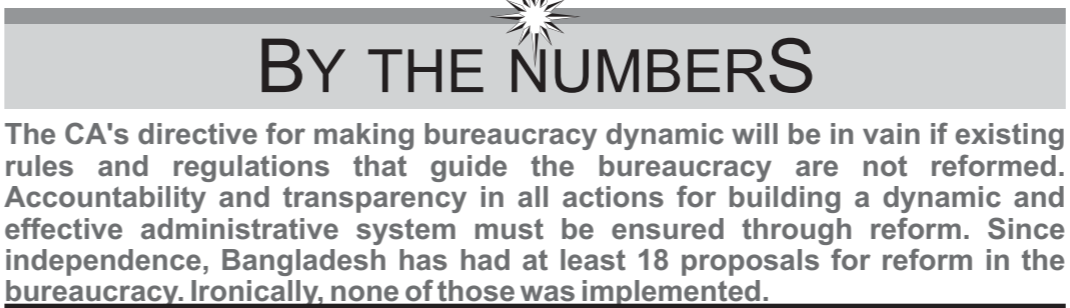 BY THE NUMBERS
The CA's directive for making bureaucracy dynamic will be in vain if existing
rules and regulations that guide the bureaucracy are not reformed.
Accountability and transparency in all actions for building a dynamic and
effective administrative system must be ensured through reform. Since
independence, Bangladesh has had at least 18 proposals for reform in the
bureaucracy. Ironically, none of those was implemented.